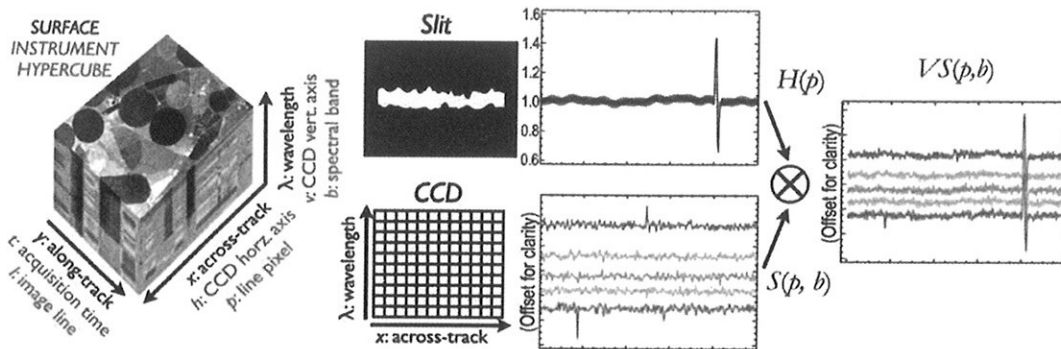 SURFACE
INSTRUMENT
HYPERCUBE
λ: wavelength
v: CCD vert. axis
b: spectral band
y: along-track
t: acquisition time
l: image line
x: across-track
h: CCD horz. axis
p: line pixel
Slit
CCD
λ: wavelength
x: across-track
1.6
1.4
1.2
1.0
0.8
0.6
(Offset for clarity)
H(p)
S(p, b)
VS(p,b)
(Offset for clarity)